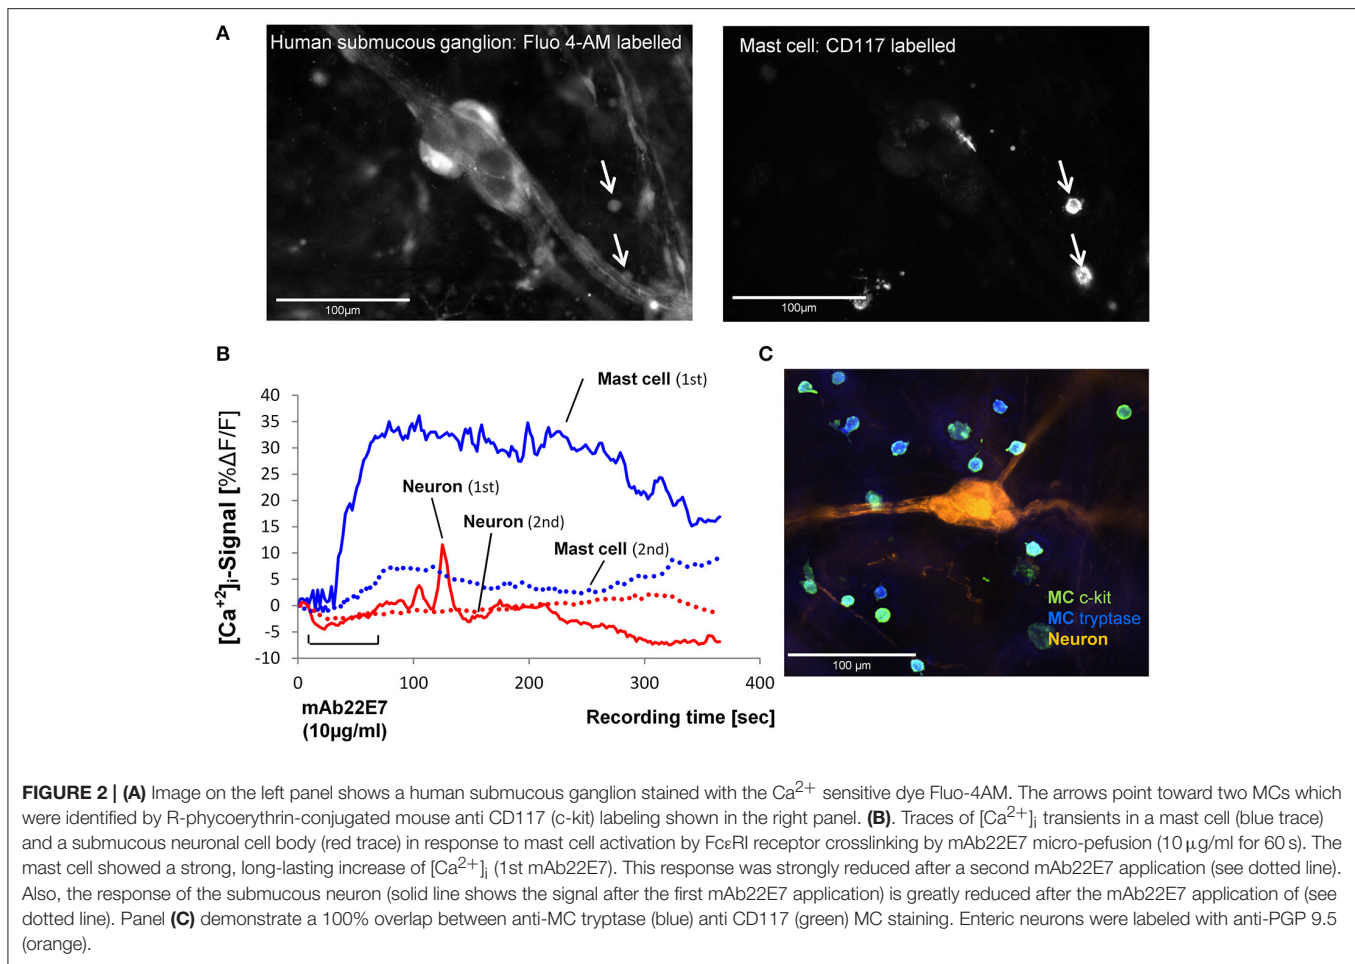 A
Human submucous ganglion: Fluo 4-AM labelled
100µm
Mast cell: CD117 labelled
100µm
B
[Ca⁺²]ᵢ-Signal [%ΔF/F]
40
35
30
25
20
15
10
5
0
-5
-10
Mast cell (1st)
Neuron (1st)
Neuron (2nd)
Mast cell (2nd)
0
100
200
300
400
mAb22E7
(10µg/ml)
Recording time [sec]
C
MC c-kit
MC tryptase
Neuron
100 µm
FIGURE 2 | (A) Image on the left panel shows a human submucous ganglion stained with the Ca²⁺ sensitive dye Fluo-4AM. The arrows point toward two MCs which
were identified by R-phycoerythrin-conjugated mouse anti CD117 (c-kit) labeling shown in the right panel. (B). Traces of [Ca²⁺]ᵢ transients in a mast cell (blue trace)
and a submucous neuronal cell body (red trace) in response to mast cell activation by FcεRI receptor crosslinking by mAb22E7 micro-pefusion (10 µg/ml for 60 s). The
mast cell showed a strong, long-lasting increase of [Ca²⁺]ᵢ (1st mAb22E7). This response was strongly reduced after a second mAb22E7 application (see dotted line).
Also, the response of the submucous neuron (solid line shows the signal after the first mAb22E7 application) is greatly reduced after the mAb22E7 application of (see
dotted line). Panel (C) demonstrate a 100% overlap between anti-MC tryptase (blue) anti CD117 (green) MC staining. Enteric neurons were labeled with anti-PGP 9.5
(orange).